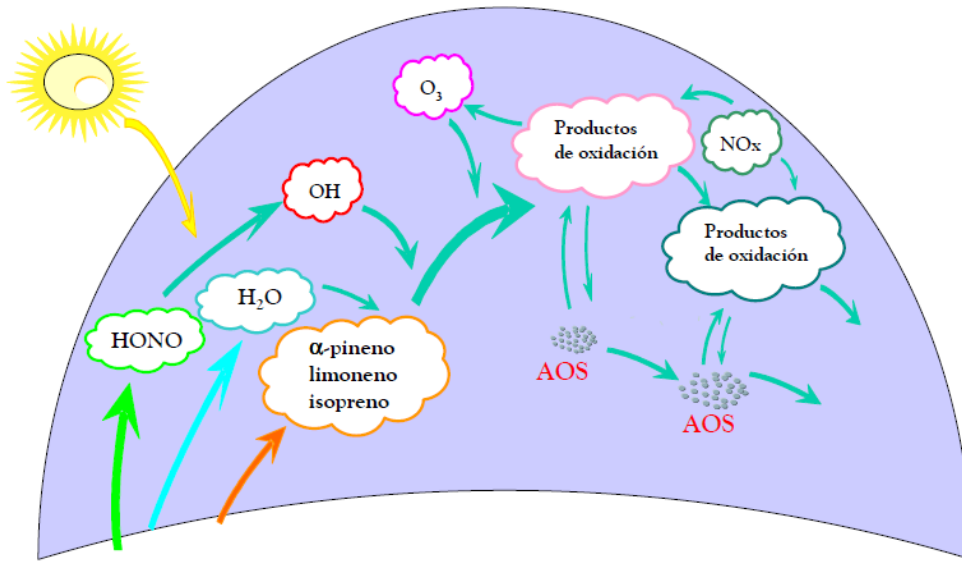 O₃
Productos
de oxidación
NOx
OH
Productos
de oxidación
H₂O
HONO
α-pineno
limoneno
isopreno
AOS
AOS